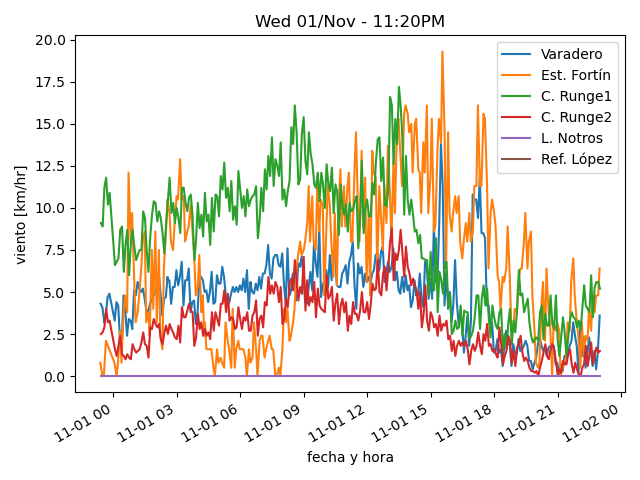 Wed 01/Nov - 11:20PM
viento [km/hr]
20.0
17.5
15.0
12.5
10.0
7.5
5.0
2.5
0.0
Varadero
Est. Fortín
C. Runge1
C. Runge2
L. Notros
Ref. López
11-01 00
11-01 03
11-01 06
11-01 09
11-01 12
11-01 15
11-01 18
11-01 21
11-02 00
fecha y hora